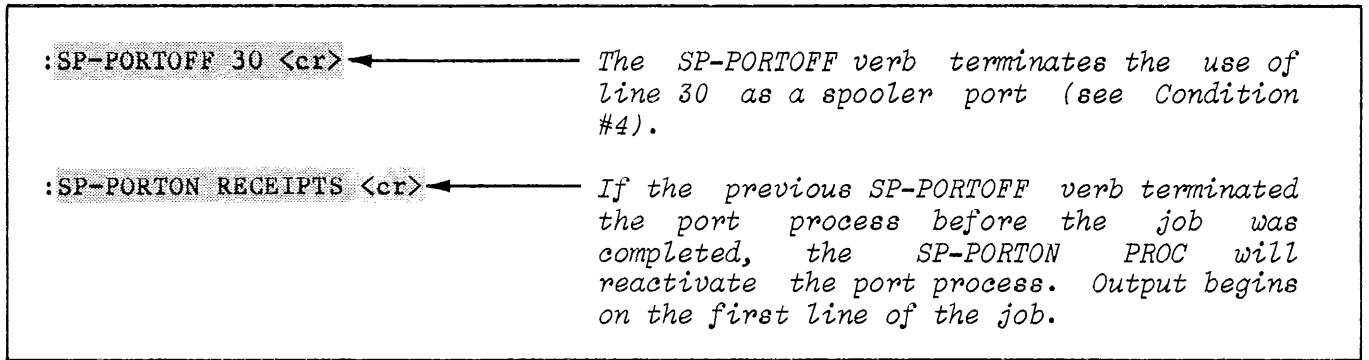 :SP-PORTOFF 30 <cr>
The SP-PORTOFF verb terminates the use of
line 30 as a spooler port (see Condition
#4).
:SP-PORTON RECEIPTS <cr>
If the previous SP-PORTOFF verb terminated
the port process before the job was
completed, the SP-PORTON PROC will
reactivate the port process. Output begins
on the first line of the job.